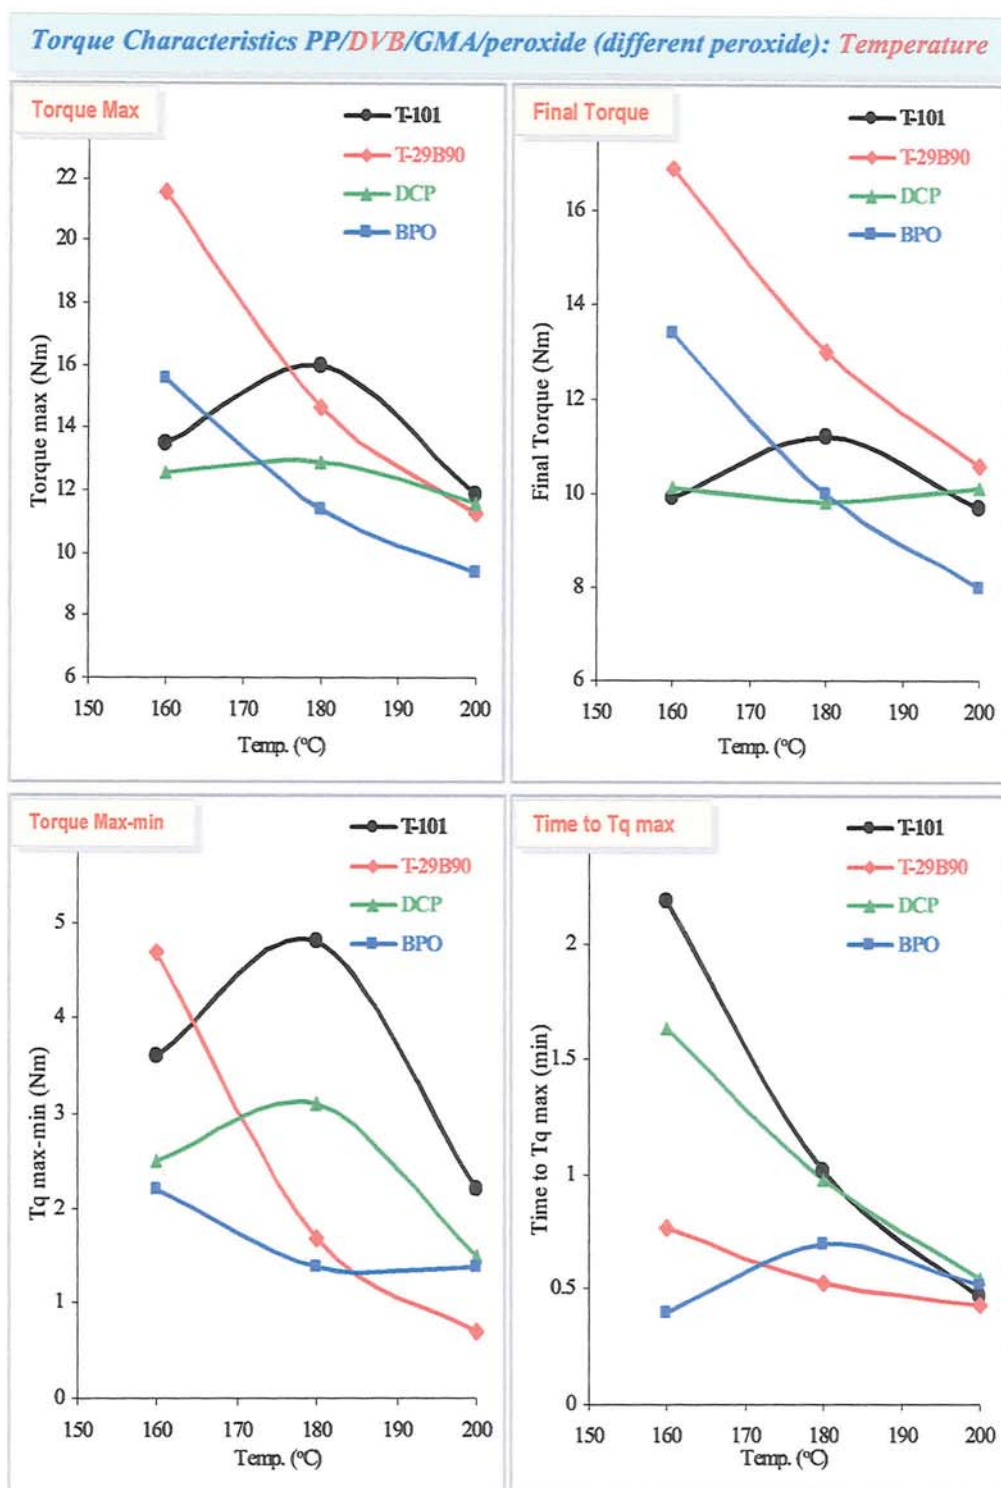 Torque Characteristics PP/DVB/GMA/peroxide (different peroxide): Temperature
Torque Max
T-101
T-29B90
DCP
BPO
22
20
18
16
14
12
10
8
6
Torque max (Nm)
150 160 170 180 190 200
Temp. (°C)
Final Torque
T-101
T-29B90
DCP
BPO
16
14
12
10
8
6
Final Torque (Nm)
150 160 170 180 190 200
Temp. (°C)
Torque Max-min
T-101
T-29B90
DCP
BPO
5
4
3
2
1
0
Tq max-min (Nm)
150 160 170 180 190 200
Temp. (°C)
Time to Tq max
T-101
T-29B90
DCP
BPO
2
1.5
1
0.5
0
Time to Tq max (min)
150 160 170 180 190 200
Temp. (°C)